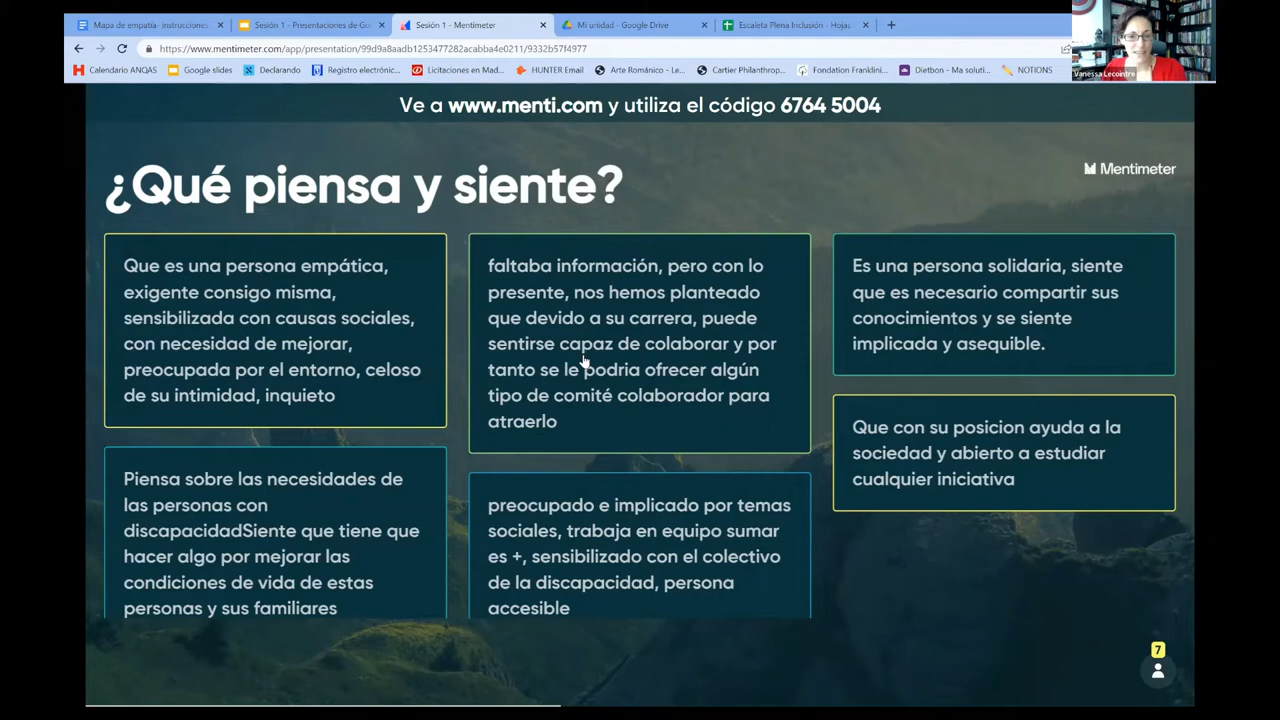 Mapa de empatía- instrucciones
Sesión 1 - Presentaciones de Go
Sesión 1 - Mentimeter
Mi unidad - Google Drive
Escaleta Plena Inclusión - Hojas
https://www.mentimeter.com/app/presentation/99d9a8aadb1253477282acabba4e0211/9332b57f4977
Calendario ANQAS
Google slides
Declarando
Registro electrónic...
Licitaciones en Mad...
HUNTER Email
Arte Románico - Le...
Cartier Philanthrop...
Fondation Franklini...
Dietbon - Ma soluti...
NOTIONS
Vanessa Lecointre
Ve a www.menti.com y utiliza el código 6764 5004
¿Qué piensa y siente?
Mentimeter
Que es una persona empática,
exigente consigo misma,
sensibilizada con causas sociales,
con necesidad de mejorar,
preocupada por el entorno, celoso
de su intimidad, inquieto
Piensa sobre las necesidades de
las personas con
discapacidadSiente que tiene que
hacer algo por mejorar las
condiciones de vida de estas
personas y sus familiares
faltaba información, pero con lo
presente, nos hemos planteado
que devido a su carrera, puede
sentirse capaz de colaborar y por
tanto se le podria ofrecer algún
tipo de comité colaborador para
atraerlo
preocupado e implicado por temas
sociales, trabaja en equipo sumar
es +, sensibilizado con el colectivo
de la discapacidad, persona
accesible
Es una persona solidaria, siente
que es necesario compartir sus
conocimientos y se siente
implicada y asequible.
Que con su posicion ayuda a la
sociedad y abierto a estudiar
cualquier iniciativa
7